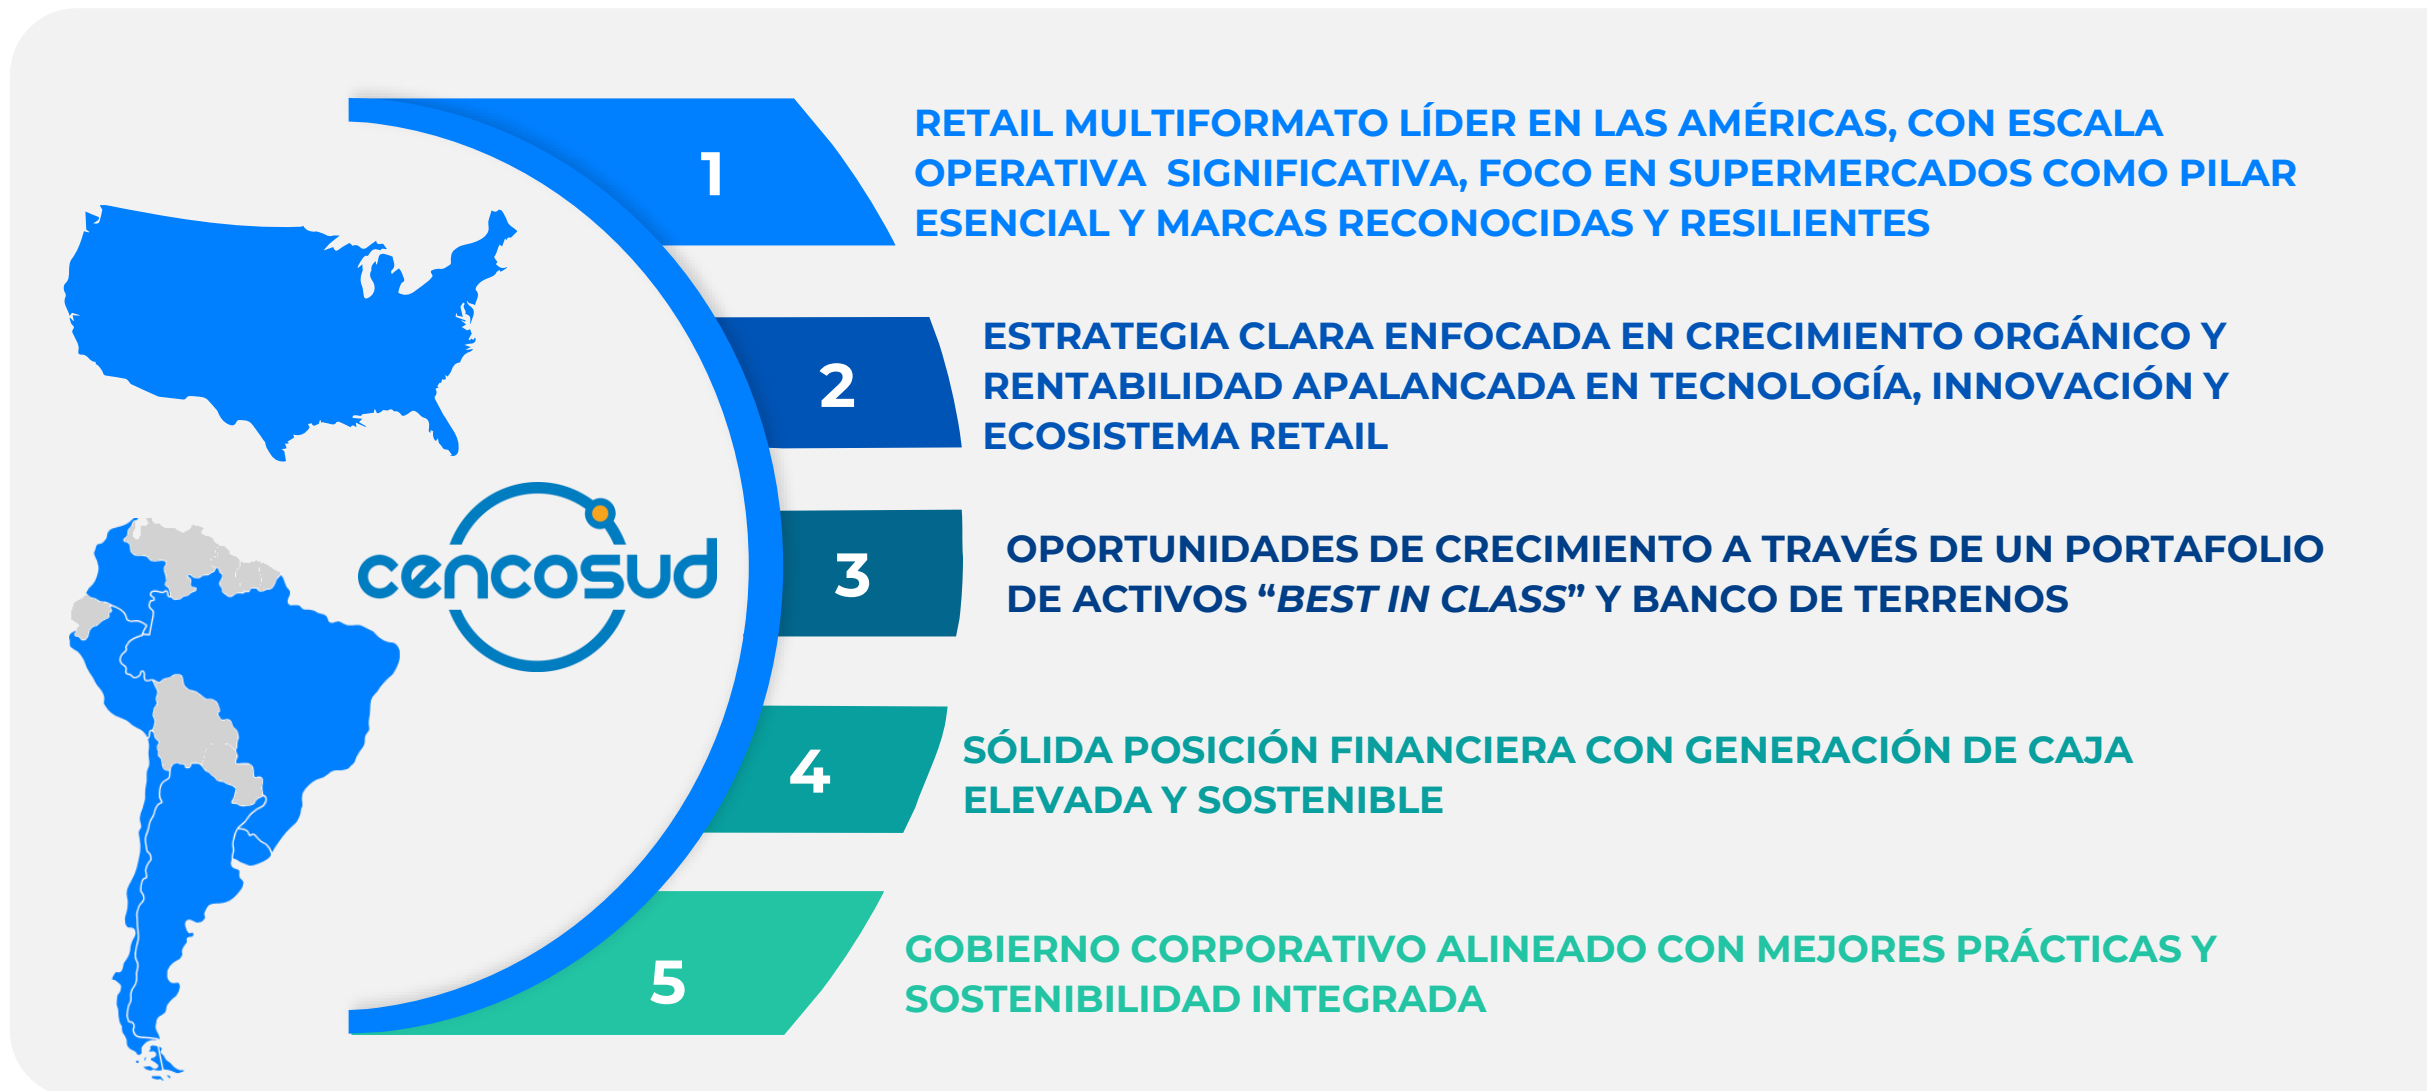 1
RETAIL MULTIFORMATO LÍDER EN LAS AMÉRICAS, CON ESCALA
OPERATIVA SIGNIFICATIVA, FOCO EN SUPERMERCADOS COMO PILAR
ESENCIAL Y MARCAS RECONOCIDAS Y RESILIENTES
2
ESTRATEGIA CLARA ENFOCADA EN CRECIMIENTO ORGÁNICO Y
RENTABILIDAD APALANCADA EN TECNOLOGÍA, INNOVACIÓN Y
ECOSISTEMA RETAIL
cencosud
3
OPORTUNIDADES DE CRECIMIENTO A TRAVÉS DE UN PORTAFOLIO
DE ACTIVOS “BEST IN CLASS” Y BANCO DE TERRENOS
4
SÓLIDA POSICIÓN FINANCIERA CON GENERACIÓN DE CAJA
ELEVADA Y SOSTENIBLE
5
GOBIERNO CORPORATIVO ALINEADO CON MEJORES PRÁCTICAS Y
SOSTENIBILIDAD INTEGRADA